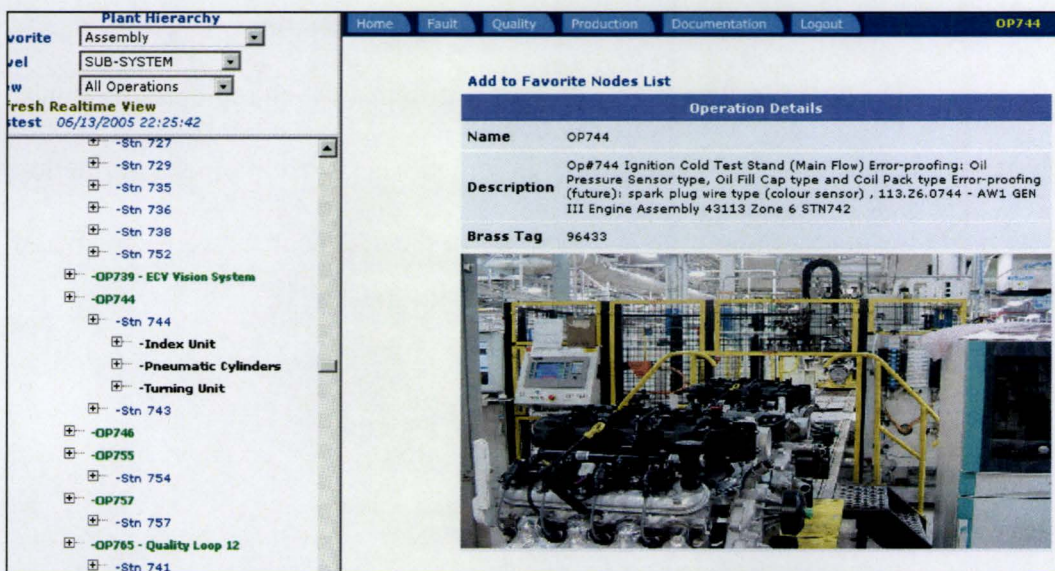 Plant Hierarchy
vorite Assembly
vel SUB-SYSTEM
ew All Operations
fresh Realtime View
stest 06/13/2005 22:25:42
-Stn 727
-Stn 729
-Stn 735
-Stn 736
-Stn 738
-Stn 752
-OP739 - ECV Vision System
-OP744
-Stn 744
-Index Unit
-Pneumatic Cylinders
-Turning Unit
-Stn 743
-OP746
-OP755
-Stn 754
-OP757
-Stn 757
-OP765 - Quality Loop 12
-Stn 741
Home Fault Quality Production Documentation Logout OP744
Add to Favorite Nodes List
Operation Details
Name OP744
Description Op#744 Ignition Cold Test Stand (Main Flow) Error-proofing: Oil
Pressure Sensor type, Oil Fill Cap type and Coil Pack type Error-proofing
(future): spark plug wire type (colour sensor) , 113.Z6.0744 - AW1 GEN
III Engine Assembly 43113 Zone 6 STN742
Brass Tag 96433